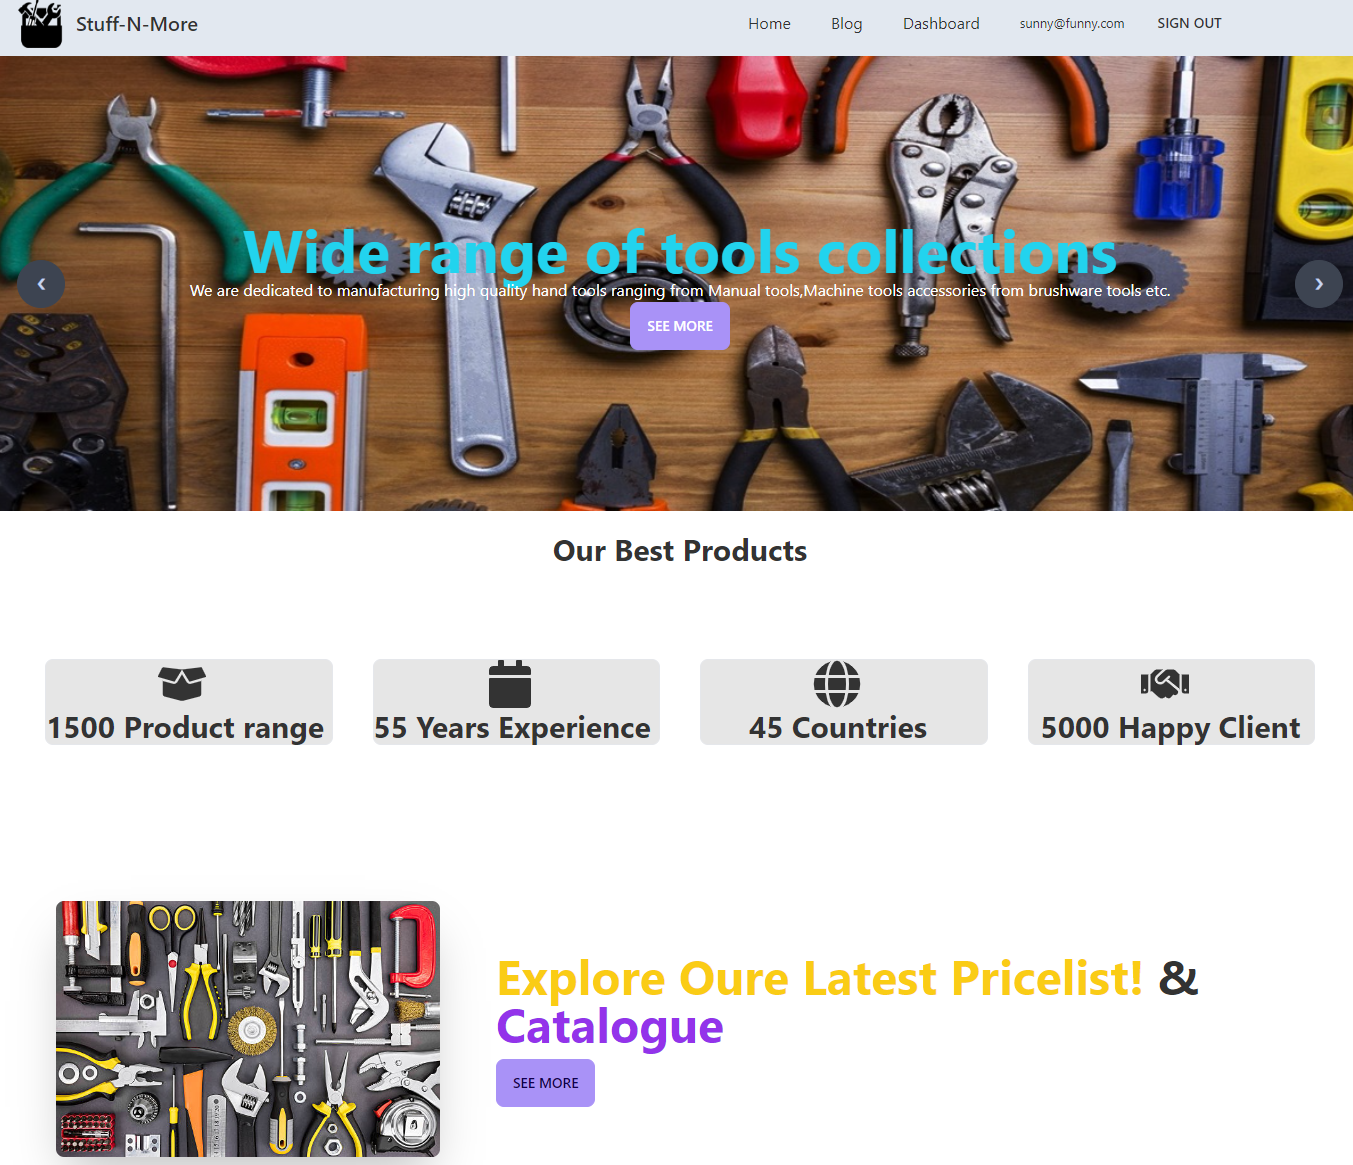 Stuff-N-More
Home Blog Dashboard sunny@funny.com SIGN OUT
Wide range of tools collections
We are dedicated to manufacturing high quality hand tools ranging from Manual tools,Machine tools accessories from brushware tools etc.
SEE MORE
Our Best Products
1500 Product range
55 Years Experience
45 Countries
5000 Happy Client
Explore Oure Latest Pricelist! &
Catalogue
SEE MORE